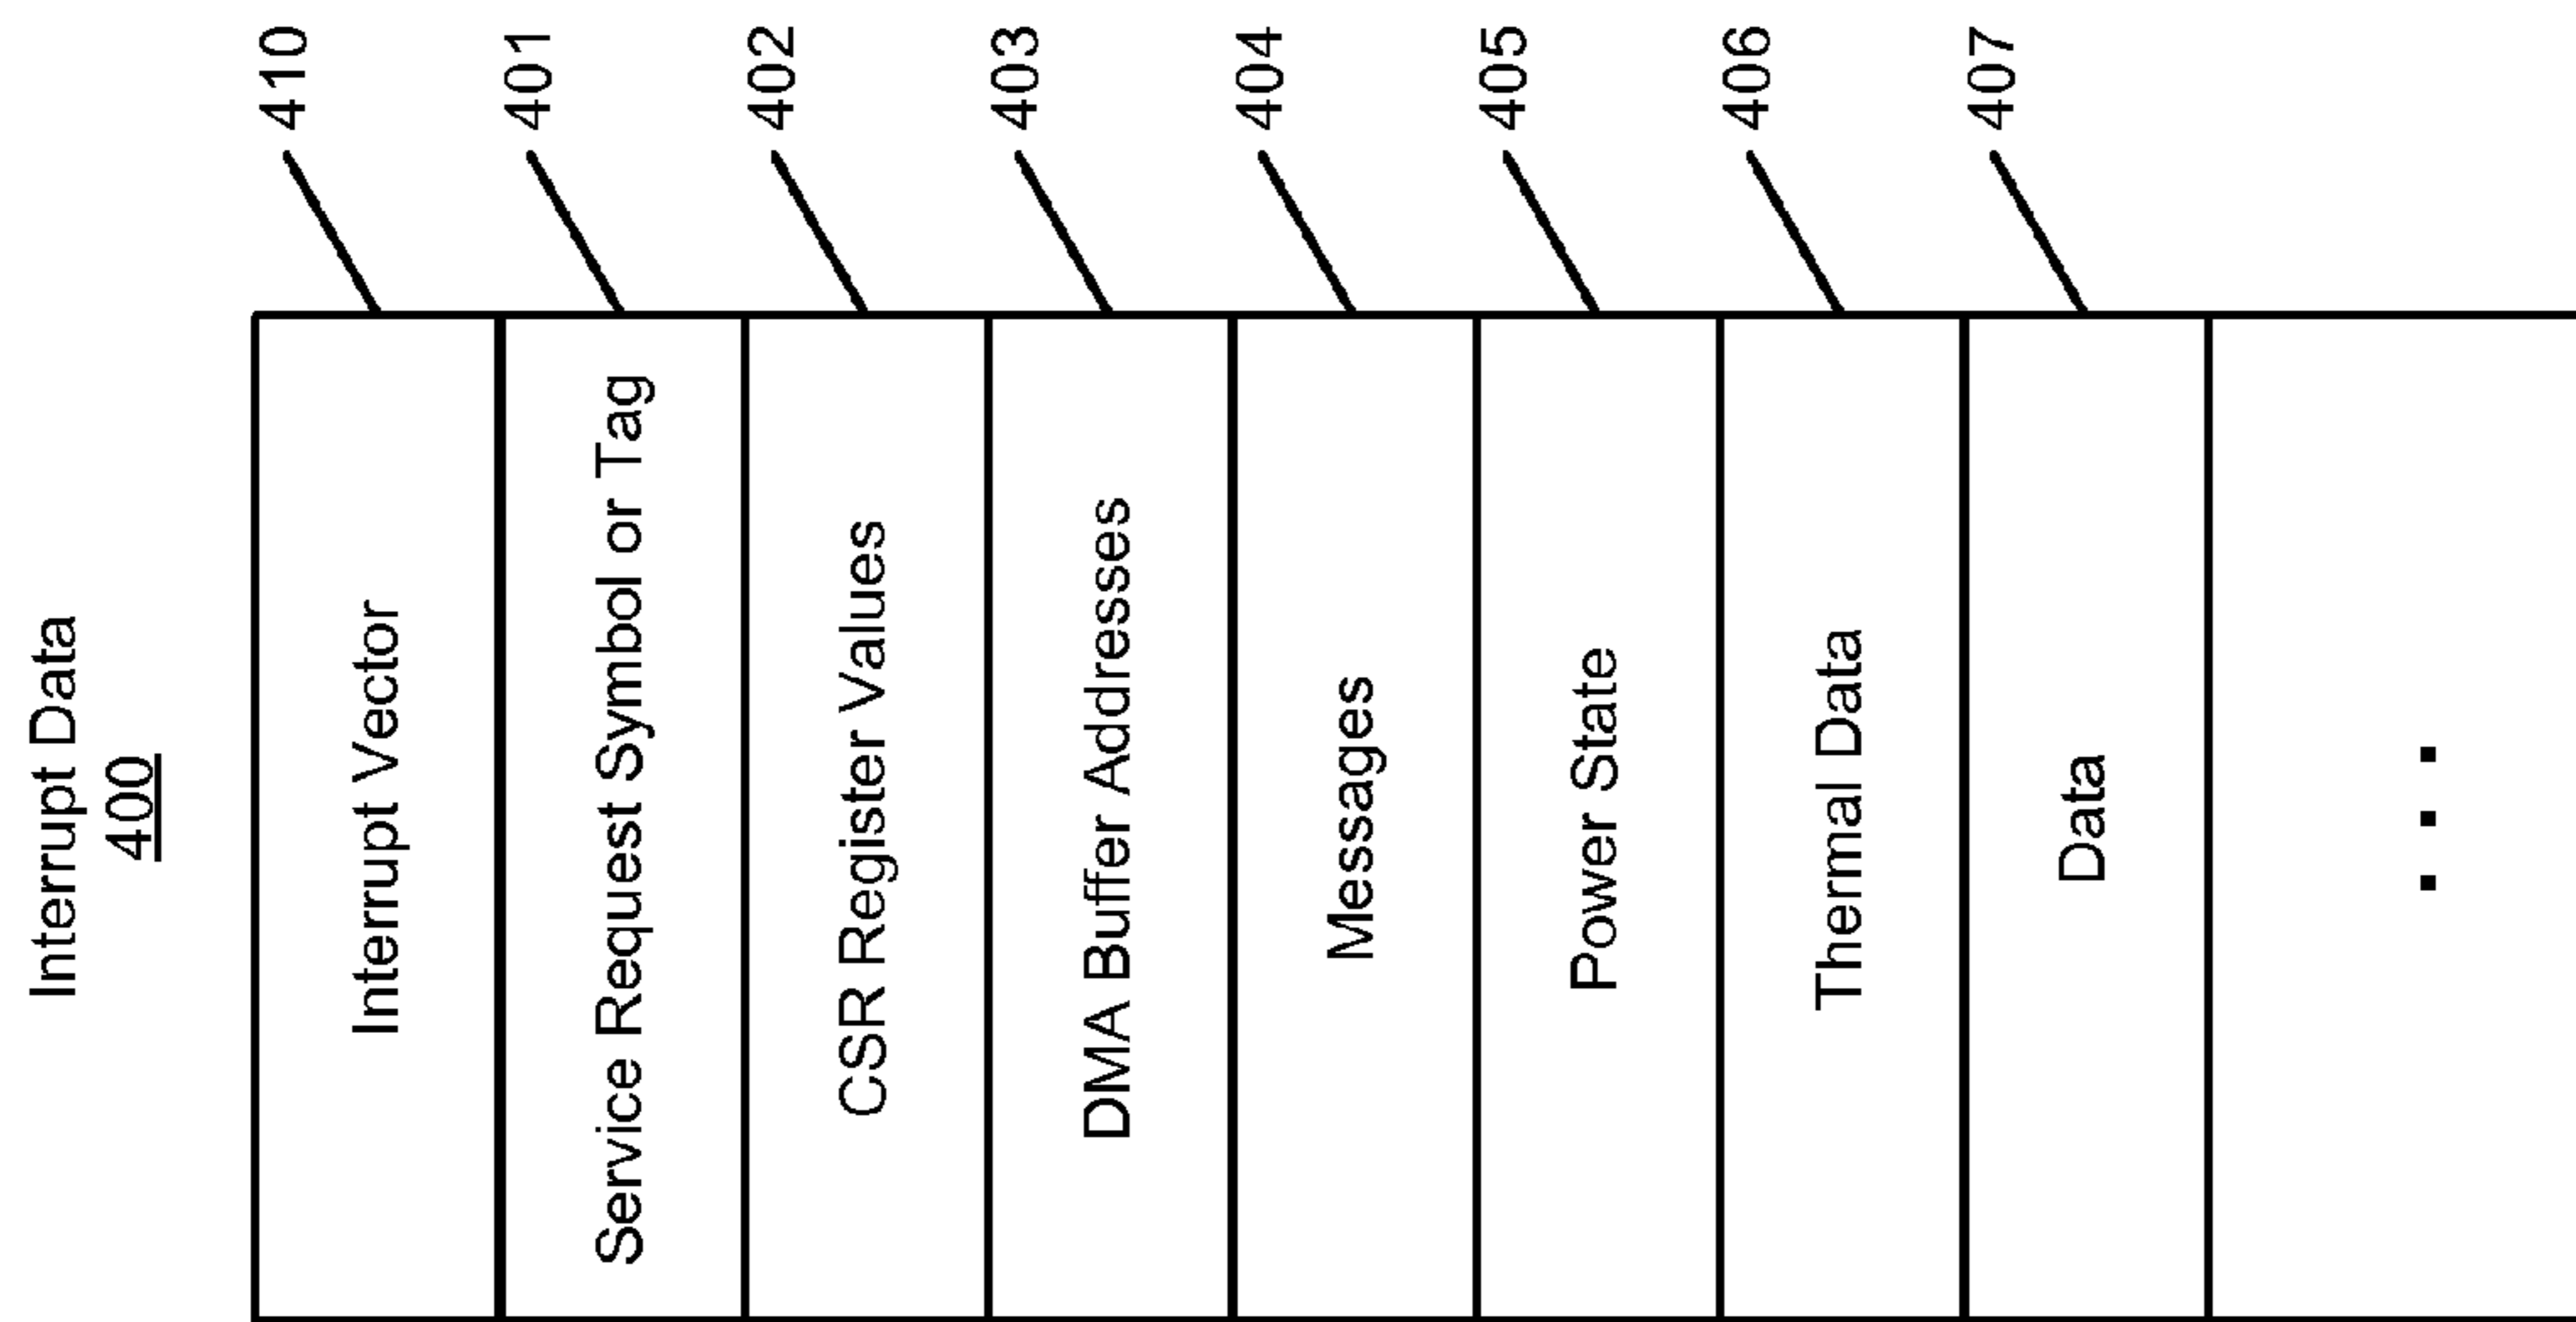 Interrupt Data
400
Interrupt Vector 410
Service Request Symbol or Tag 401
CSR Register Values 402
DMA Buffer Addresses 403
Messages 404
Power State 405
Thermal Data 406
Data 407
...